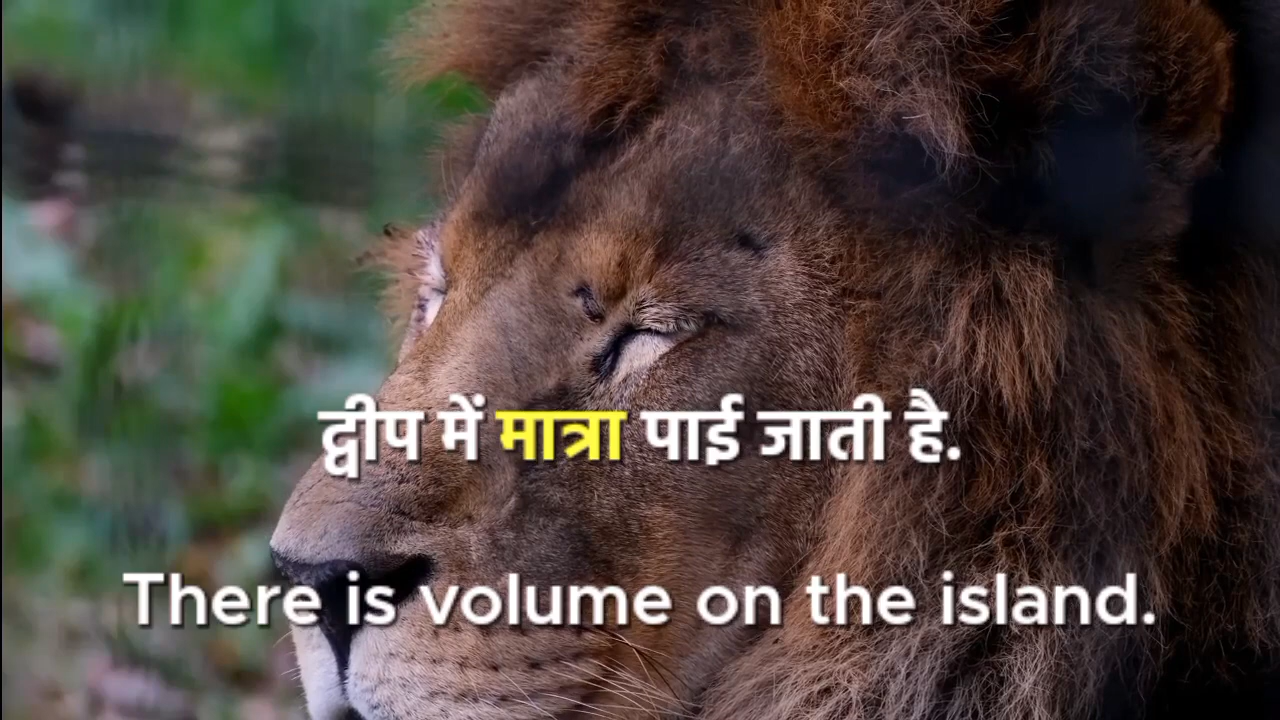 द्वीप में मात्रा पाई जाती है.
There is volume on the island.